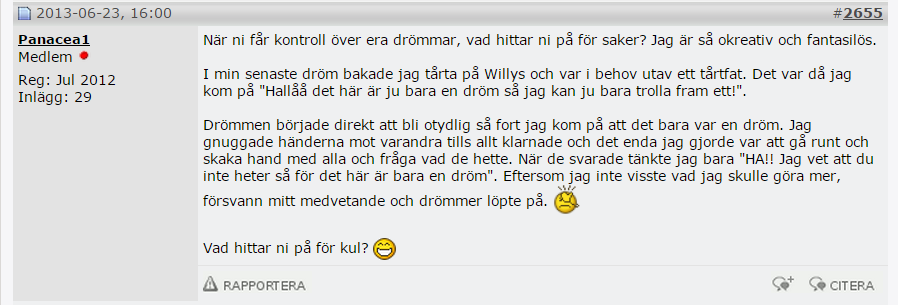 2013-06-23, 16:00 #2655
Panacea1
Medlem
Reg: Jul 2012
Inlägg: 29
När ni får kontroll över era drömmar, vad hittar ni på för saker? Jag är så okreativ och fantasilös.
I min senaste dröm bakade jag tårta på Willys och var i behov utav ett tårtfat. Det var då jag
kom på "Hallåå det här är ju bara en dröm så jag kan ju bara trolla fram ett!".
Drömmen började direkt att bli otydlig så fort jag kom på att det bara var en dröm. Jag
gnuggade händerna mot varandra tills allt klarnade och det enda jag gjorde var att gå runt och
skaka hand med alla och fråga vad de hette. När de svarade tänkte jag bara "HA!! Jag vet att du
inte heter så för det här är bara en dröm". Eftersom jag inte visste vad jag skulle göra mer,
försvann mitt medvetande och drömmer löpte på.
Vad hittar ni på för kul?
RAPPORTERA CITERA